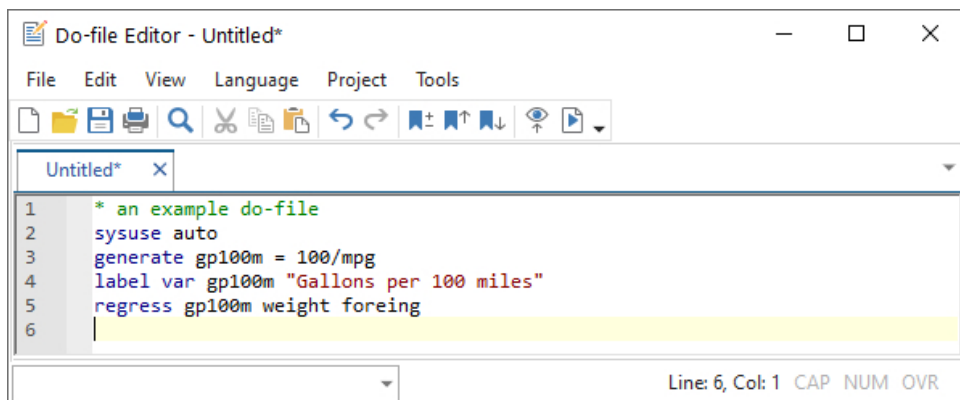 Do-file Editor - Untitled*
File Edit View Language Project Tools
Untitled*
1 * an example do-file
2 sysuse auto
3 generate gp100m = 100/mpg
4 label var gp100m "Gallons per 100 miles"
5 regress gp100m weight foreing
6
Line: 6, Col: 1 CAP NUM OVR